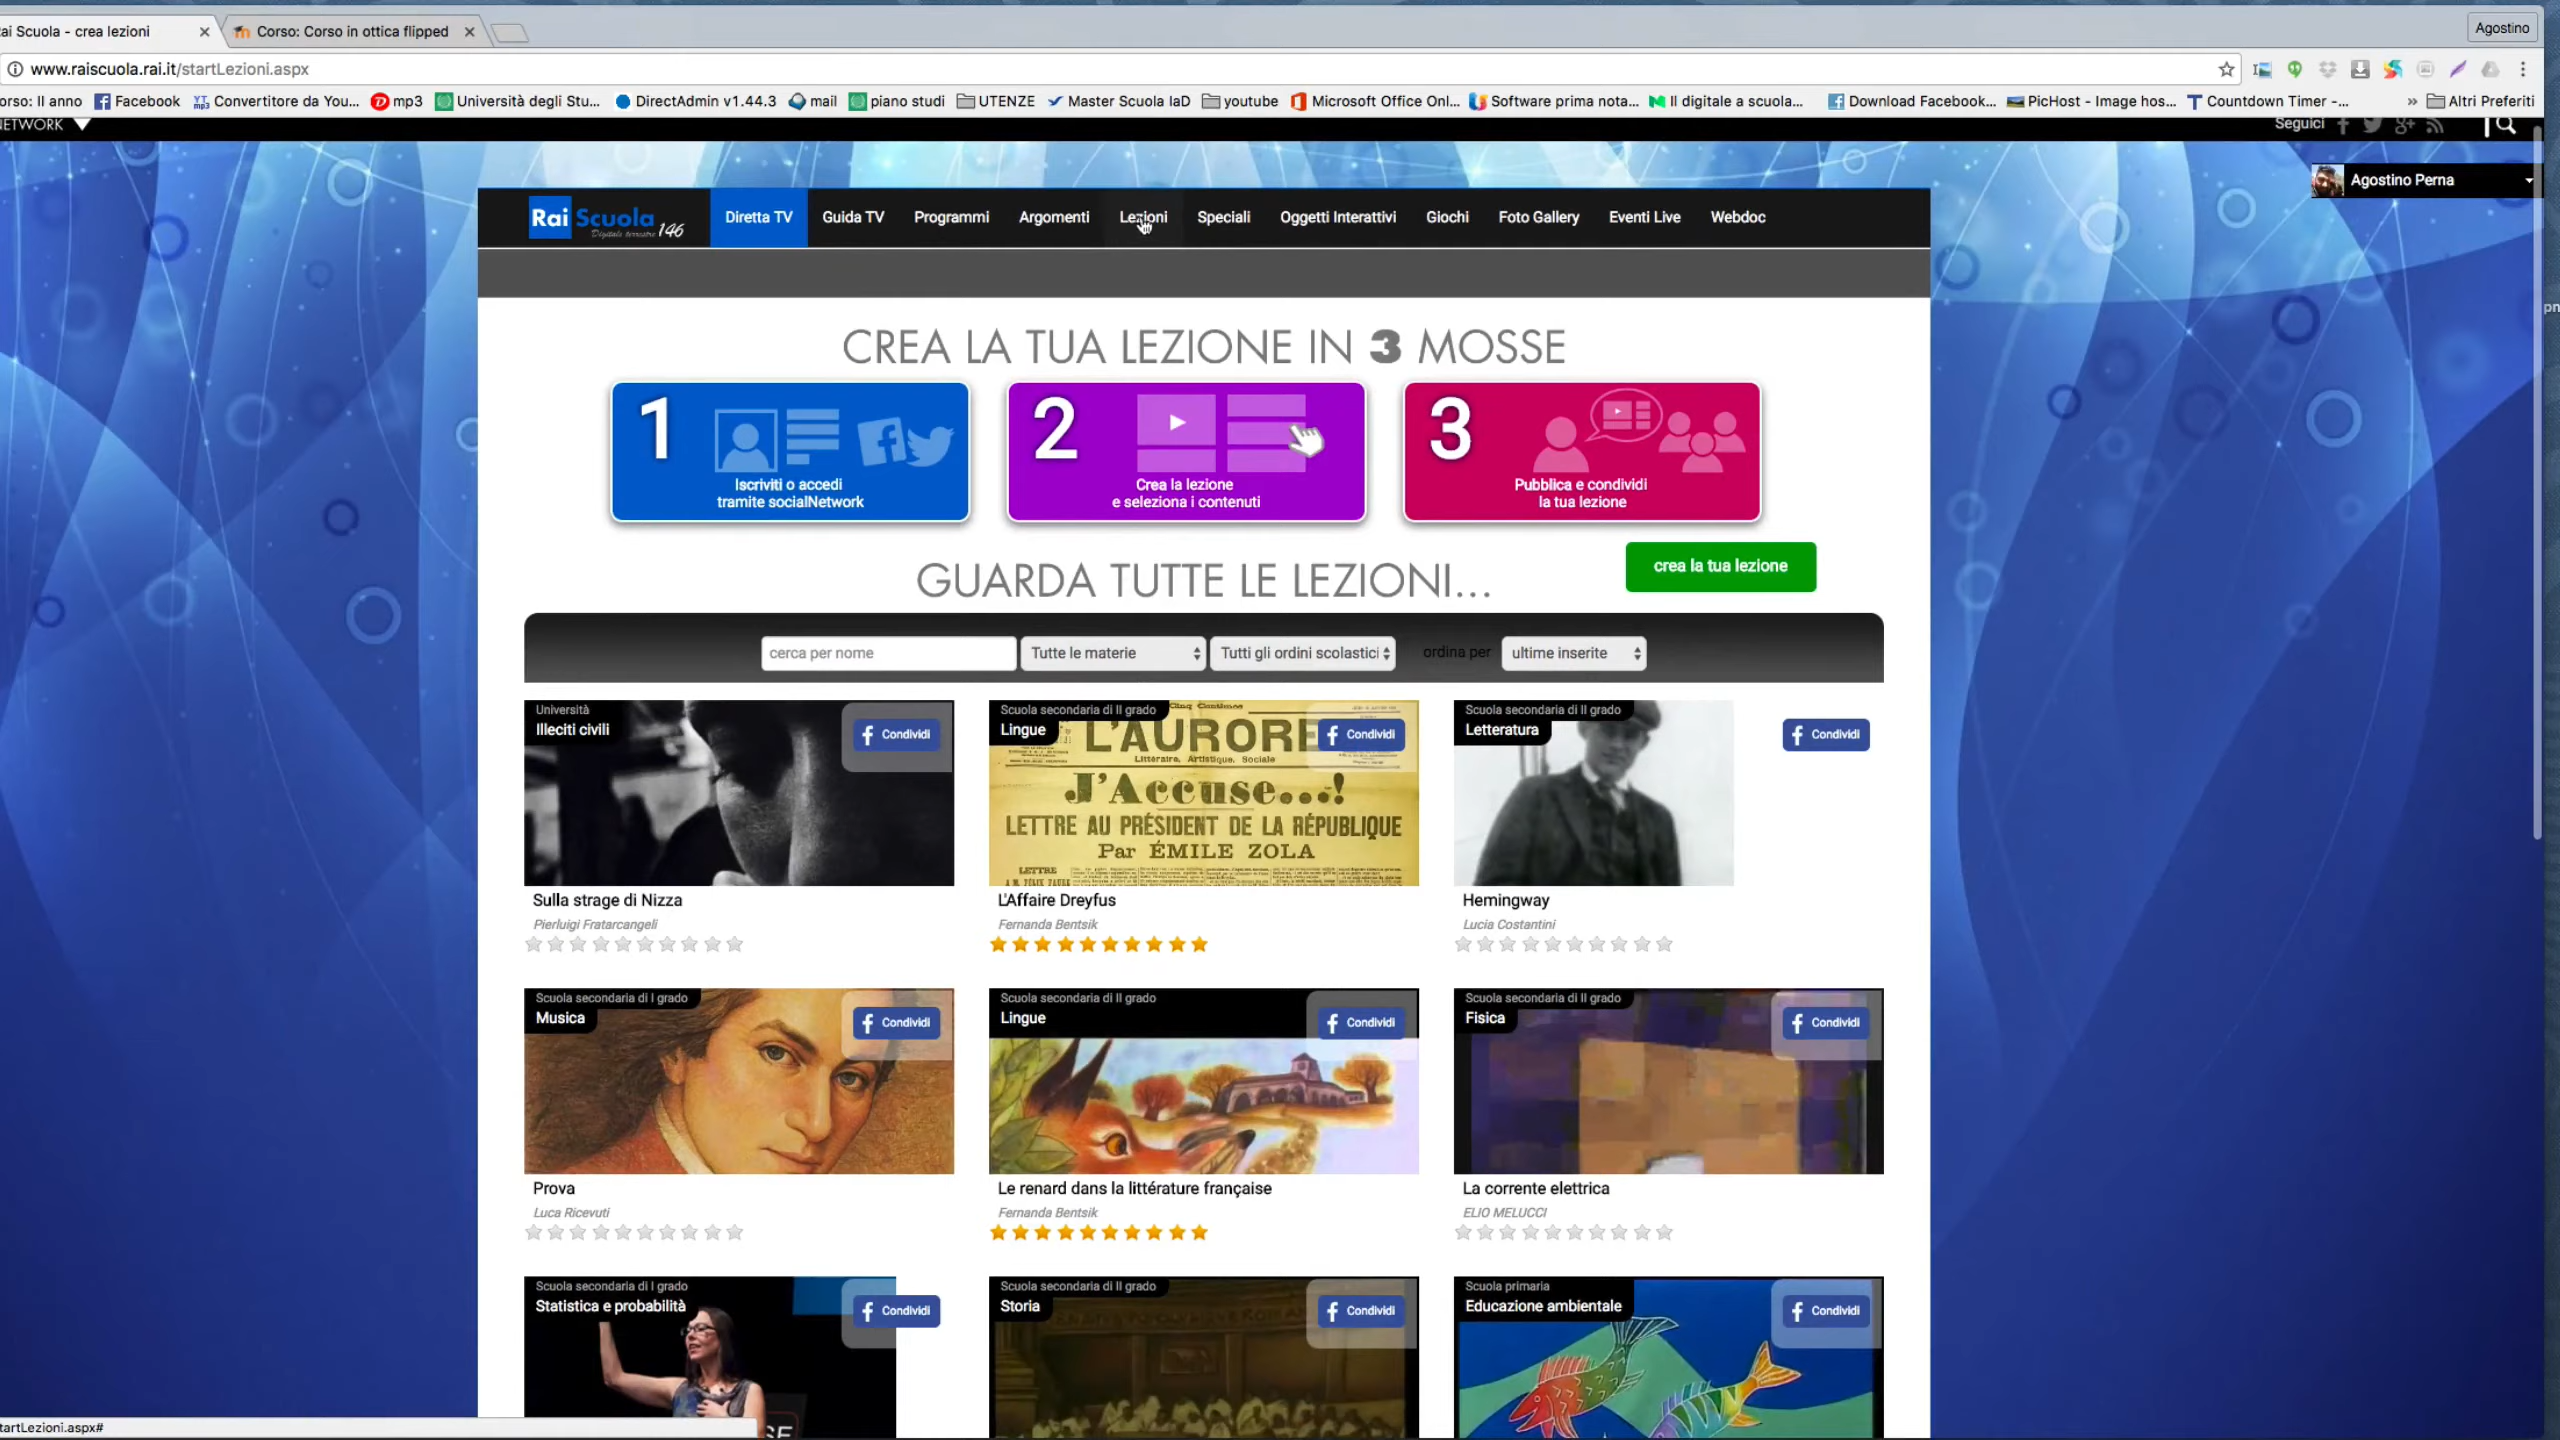 ai Scuola - crea lezioni
Corso: Corso in ottica flipped
Agostino
www.raiscuola.rai.it/startLezioni.aspx
orso: II anno Facebook Convertitore da You... mp3 Università degli Stu... DirectAdmin v1.44.3 mail piano studi UTENZE Master Scuola IaD youtube Microsoft Office Onl... Software prima nota... Il digitale a scuola... Download Facebook... PicHost - Image hos... Countdown Timer -... » Altri Preferiti
NETWORK
Seguici
Agostino Perna
Rai Scuola
Digitale terrestre 146
Diretta TV Guida TV Programmi Argomenti Lezioni Speciali Oggetti Interattivi Giochi Foto Gallery Eventi Live Webdoc
CREA LA TUA LEZIONE IN 3 MOSSE
1
Iscriviti o accedi
tramite socialNetwork
2
Crea la lezione
e seleziona i contenuti
3
Pubblica e condividi
la tua lezione
GUARDA TUTTE LE LEZIONI...
crea la tua lezione
cerca per nome Tutte le materie Tutti gli ordini scolastici ordina per ultime inserite
Università
Illeciti civili
Condividi
Sulla strage di Nizza
Pierluigi Fratarcangeli
Scuola secondaria di II grado
Lingue
Condividi
Cinq Centimes
L'AURORE
Littéraire, Artistique, Sociale
J'Accuse...!
LETTRE AU PRÉSIDENT DE LA RÉPUBLIQUE
Par ÉMILE ZOLA
LETTRE
L'Affaire Dreyfus
Fernanda Bentsik
Scuola secondaria di II grado
Letteratura
Condividi
Hemingway
Lucia Costantini
Scuola secondaria di I grado
Musica
Condividi
Prova
Luca Ricevuti
Scuola secondaria di II grado
Lingue
Condividi
Le renard dans la littérature française
Fernanda Bentsik
Scuola secondaria di II grado
Fisica
Condividi
La corrente elettrica
ELIO MELUCCI
Scuola secondaria di I grado
Statistica e probabilità
Condividi
Scuola secondaria di II grado
Storia
Condividi
Scuola primaria
Educazione ambientale
Condividi
tartLezioni.aspx#